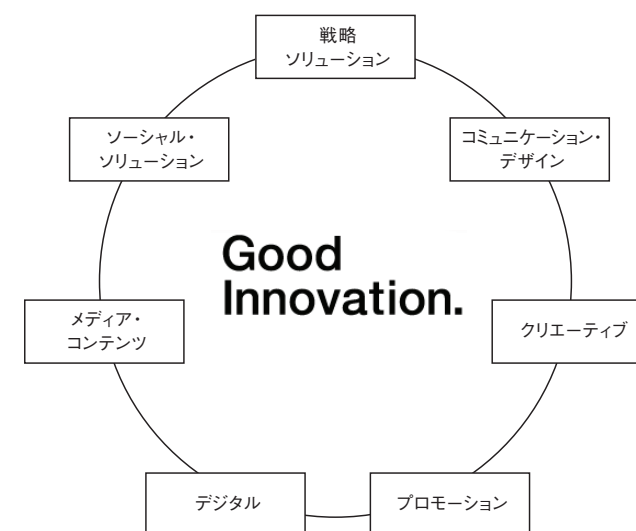 戦略
ソリューション
コミュニケーション・
デザイン
クリエーティブ
プロモーション
デジタル
メディア・
コンテンツ
ソーシャル・
ソリューション
Good
Innovation.